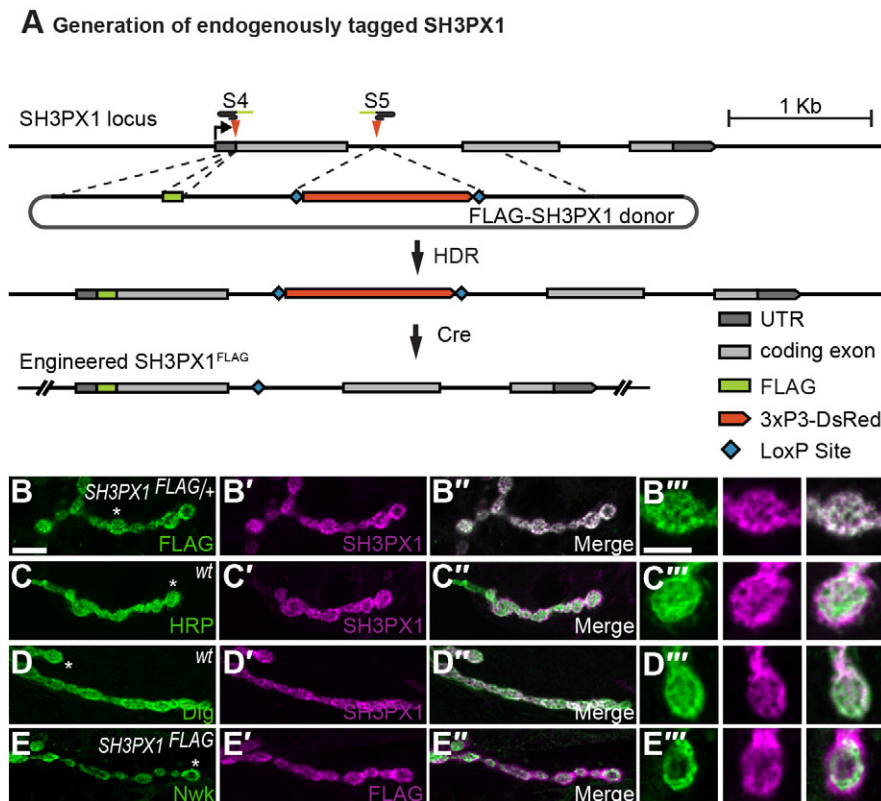 A Generation of endogenously tagged SH3PX1
S4
S5
1 Kb
SH3PX1 locus
FLAG-SH3PX1 donor
HDR
UTR
Cre
coding exon
Engineered SH3PX1FLAG
FLAG
3xP3-DsRed
LoxP Site
B SH3PX1 FLAG/+ * FLAG
B′ SH3PX1
B″ Merge
B‴
C wt * HRP
C′ SH3PX1
C″ Merge
C‴
D wt * Dlg
D′ SH3PX1
D″ Merge
D‴
E SH3PX1 FLAG * Nwk
E′ FLAG
E″ Merge
E‴